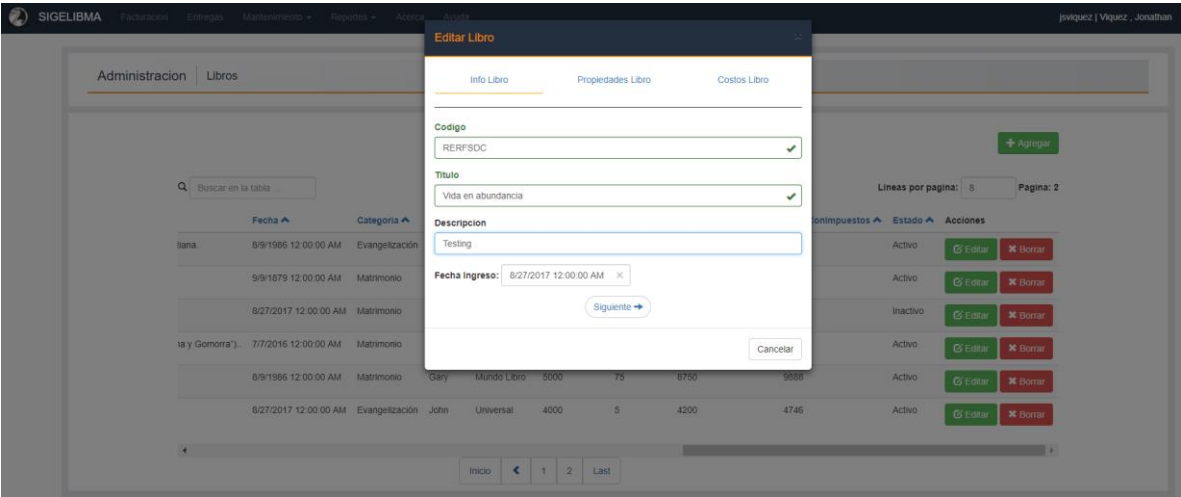 SIGELIBMA Facturacion Entregas Mantenimiento Reportes Acerca Ayuda jsviquez | Viquez , Jonathan
Editar Libro
Administracion Libros
Info Libro Propiedades Libro Costos Libro
Codigo
RERFSDC
Agregar
Titulo
Vida en abundancia
Buscar en la tabla ... Lineas por pagina: 8 Pagina: 2
Descripcion
Testing
Fecha Categoria onimpuestos Estado Acciones
iana. 8/9/1986 12:00:00 AM Evangelización Activo Editar Borrar
Fecha Ingreso: 8/27/2017 12:00:00 AM
9/9/1879 12:00:00 AM Matrimonio Activo Editar Borrar
Siguiente
8/27/2017 12:00:00 AM Matrimonio Inactivo Editar Borrar
Cancelar
na y Gomorra").. 7/7/2016 12:00:00 AM Matrimonio Activo Editar Borrar
8/9/1986 12:00:00 AM Matrimonio Gary Mundo Libro 5000 75 8750 9888 Activo Editar Borrar
8/27/2017 12:00:00 AM Evangelización John Universal 4000 5 4200 4746 Activo Editar Borrar
Inicio 1 2 Last